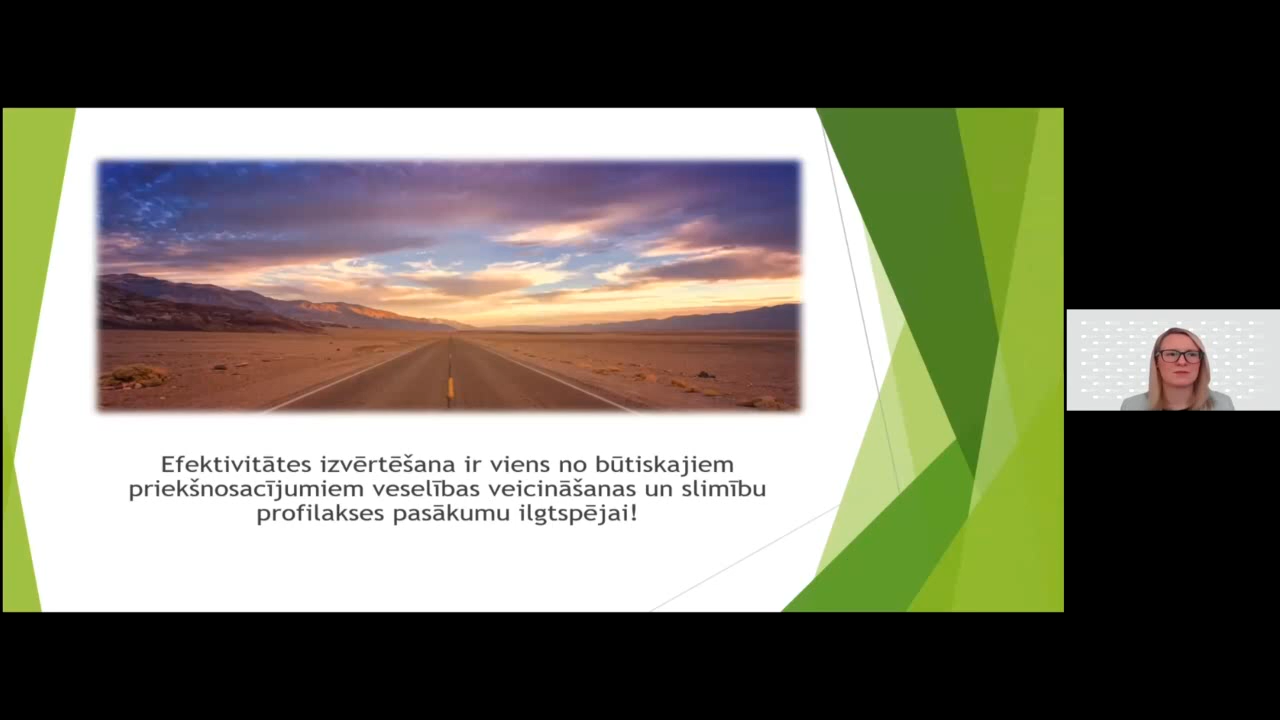 Efektivitātes izvērtēšana ir viens no būtiskajiem
priekšnosacījumiem veselības veicināšanas un slimību
profilakses pasākumu ilgtspējai!